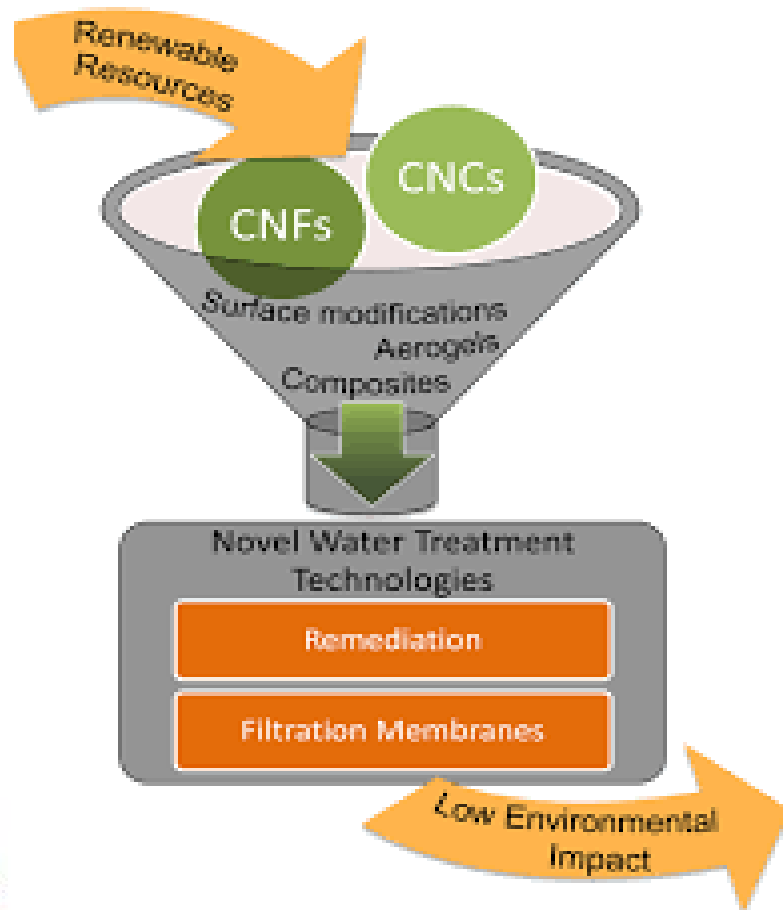 Renewable
Resources
CNCs
CNFs
Surface modifications
Aerogels
Composites
Novel Water Treatment
Technologies
Remediation
Filtration Membranes
Low Environmental
Impact